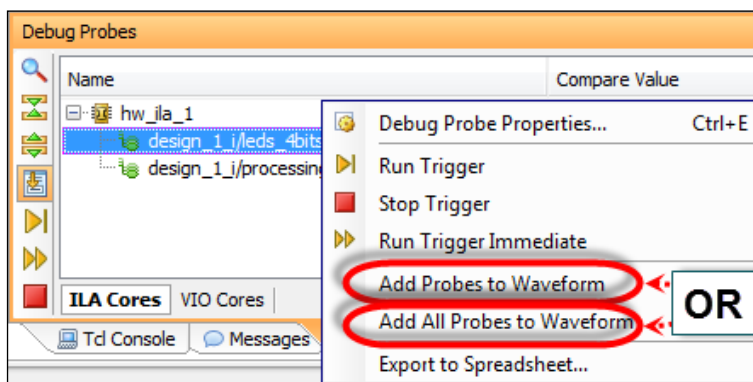 Debug Probes
Name Compare Value
hw_ila_1
design_1_i/leds_4bits
design_1_i/processing
Debug Probe Properties... Ctrl+E
Run Trigger
Stop Trigger
Run Trigger Immediate
Add Probes to Waveform
Add All Probes to Waveform
OR
Export to Spreadsheet...
ILA Cores VIO Cores
Tcl Console Messages